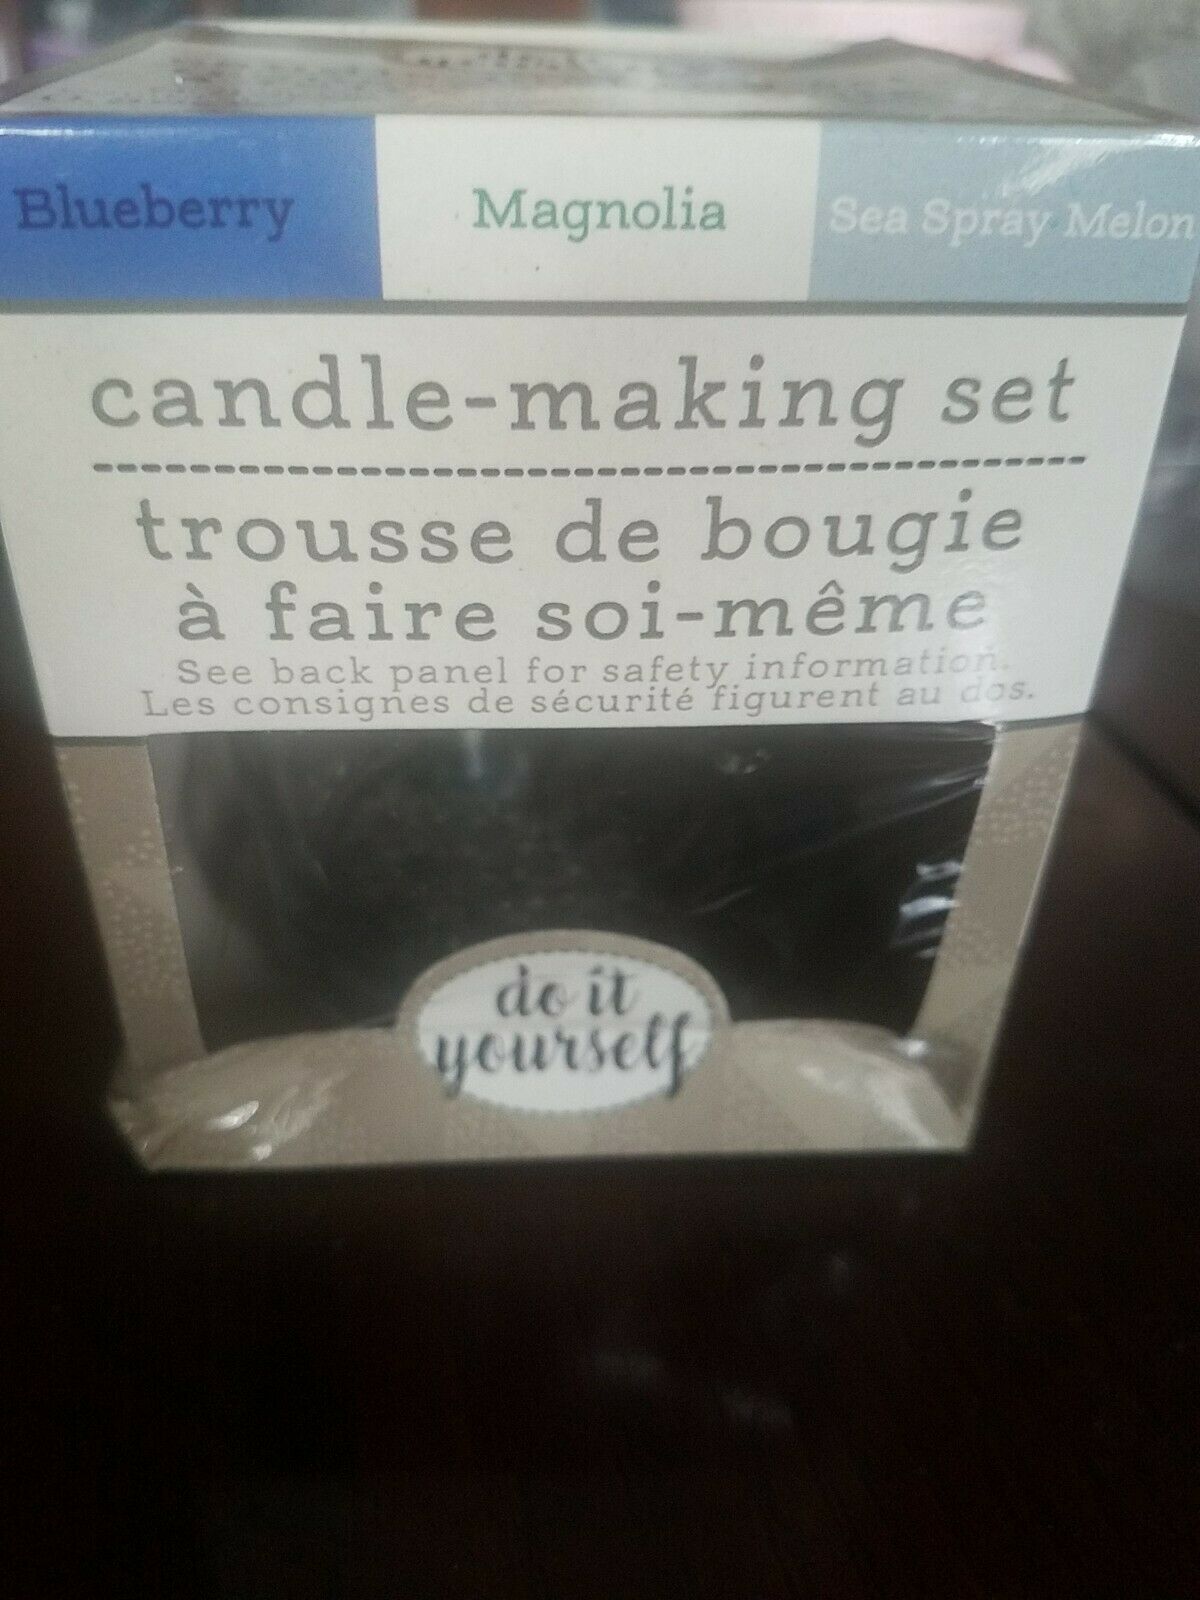 Blueberry Magnolia Sea Spray Melon
candle-making set
trousse de bougie
à faire soi-même
See back panel for safety information.
Les consignes de sécurité figurent au dos.
do it
yourself